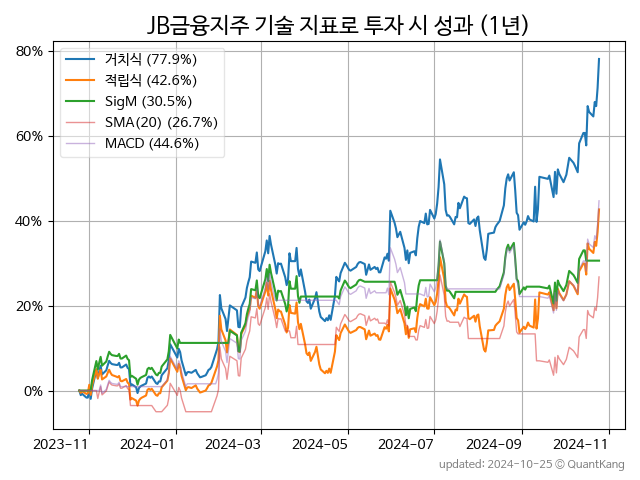 JB금융지주 기술 지표로 투자 시 성과 (1년)
80%
60%
40%
20%
0%
거치식 (77.9%)
적립식 (42.6%)
SigM (30.5%)
SMA(20) (26.7%)
MACD (44.6%)
2023-11 2024-01 2024-03 2024-05 2024-07 2024-09 2024-11
updated: 2024-10-25 © QuantKang